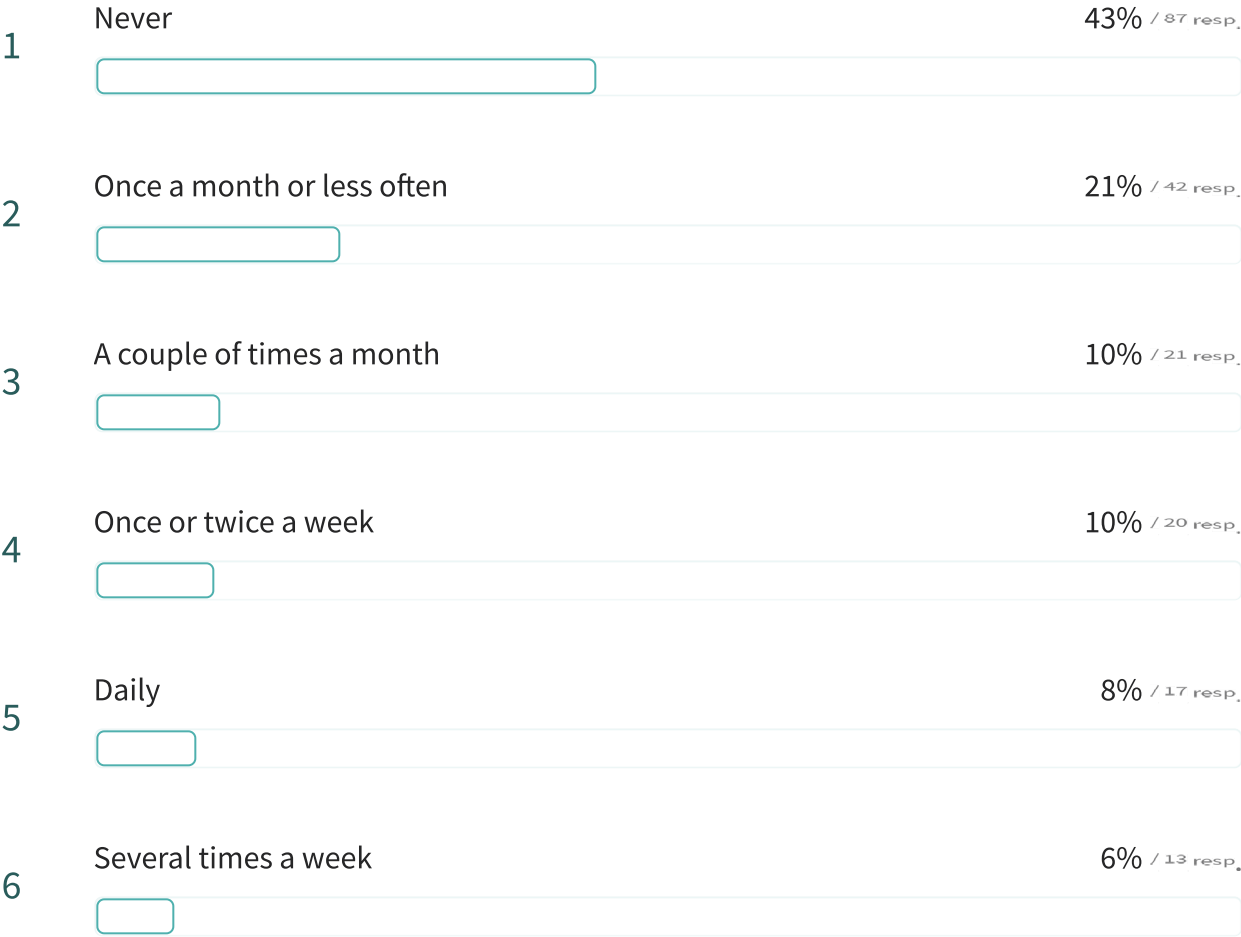 1 Never 43% / 87 resp.
2 Once a month or less often 21% / 42 resp.
3 A couple of times a month 10% / 21 resp.
4 Once or twice a week 10% / 20 resp.
5 Daily 8% / 17 resp.
6 Several times a week 6% / 13 resp.